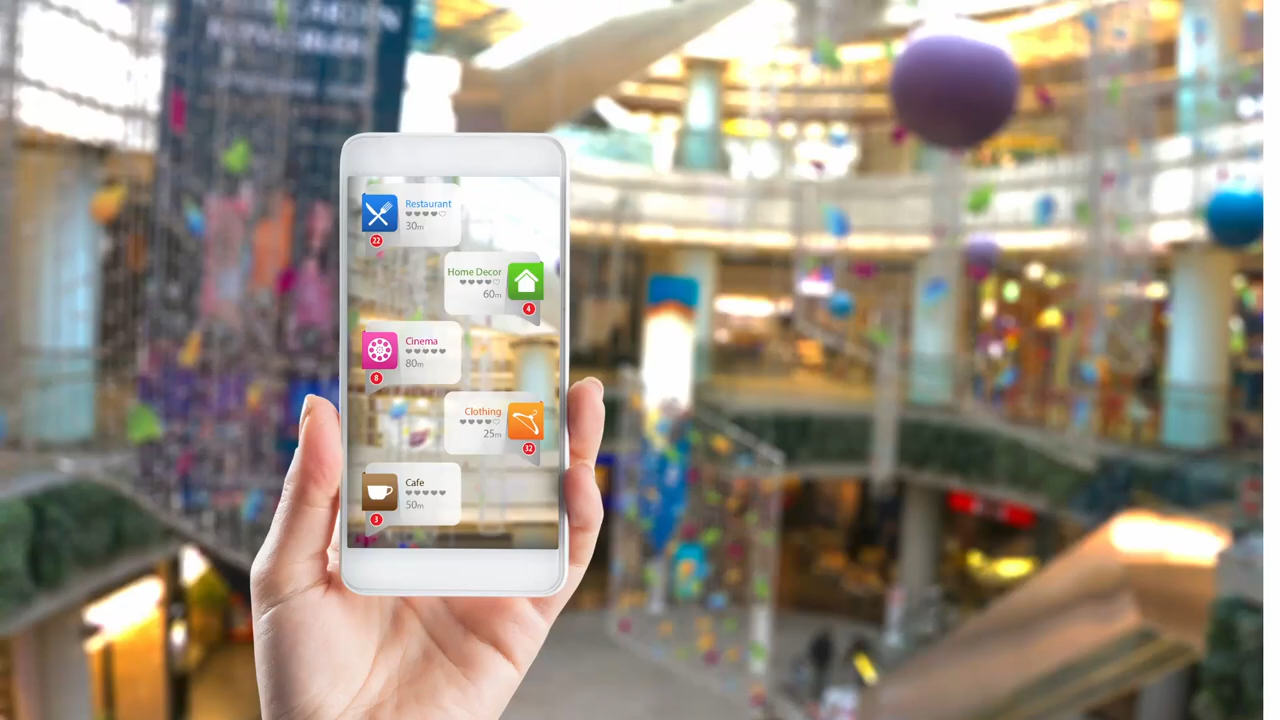 Restaurant
30m
22
Home Decor
60m
4
Cinema
80m
8
Clothing
25m
32
Cafe
50m
3